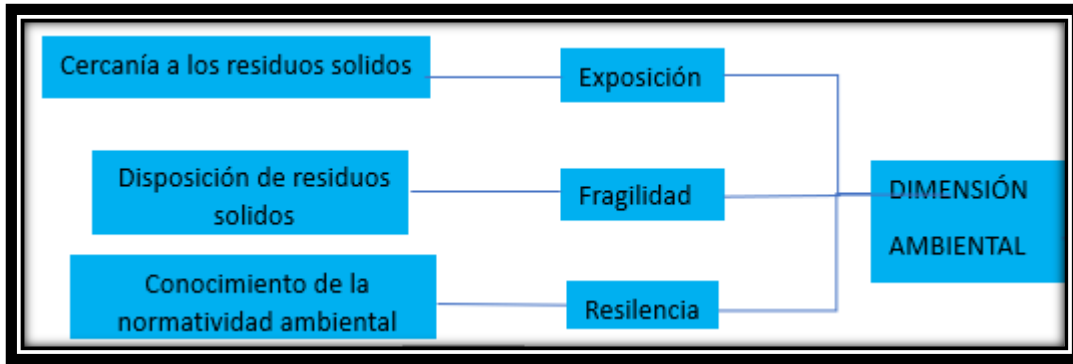 Cercanía a los residuos solidos
Exposición
Disposición de residuos
solidos
Fragilidad
Conocimiento de la
normatividad ambiental
Resilencia
DIMENSIÓN
AMBIENTAL